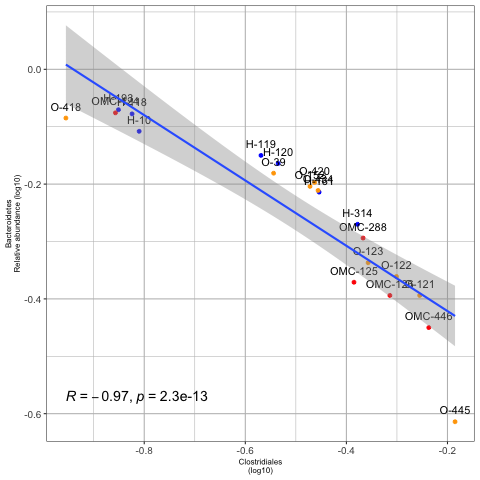 0.0
-0.2
-0.4
-0.6
Bacteroidetes
Relative abundance (log10)
O-418
H-10
H-119
H-120
O-39
O-420
H-161
H-314
OMC-288
O-123
O-122
OMC-125
O-121
OMC-446
O-445
R = −0.97, p = 2.3e-13
-0.8
-0.6
-0.4
-0.2
Clostridiales
(log10)